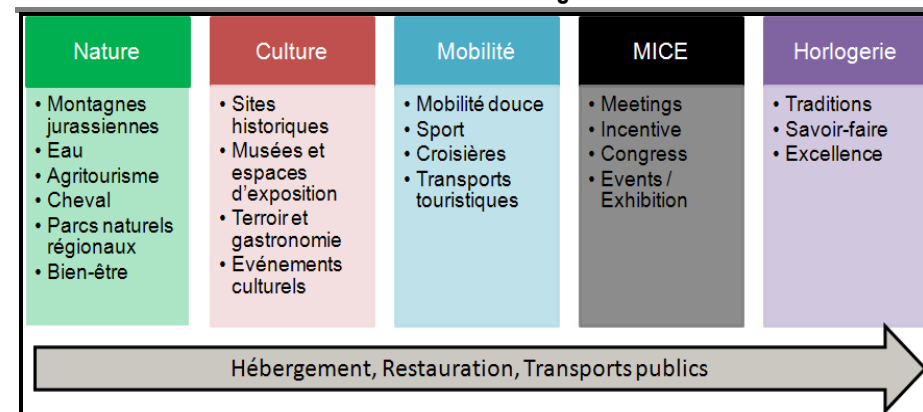 Nature
• Montagnes
jurassiennes
• Eau
• Agritourisme
• Cheval
• Parcs naturels
régionaux
• Bien-être
Culture
• Sites
historiques
• Musées et
espaces
d'exposition
• Terroir et
gastronomie
• Evénements
culturels
Mobilité
• Mobilité douce
• Sport
• Croisières
• Transports
touristiques
MICE
• Meetings
• Incentive
• Congress
• Events /
Exhibition
Horlogerie
• Traditions
• Savoir-faire
• Excellence
Hébergement, Restauration, Transports publics